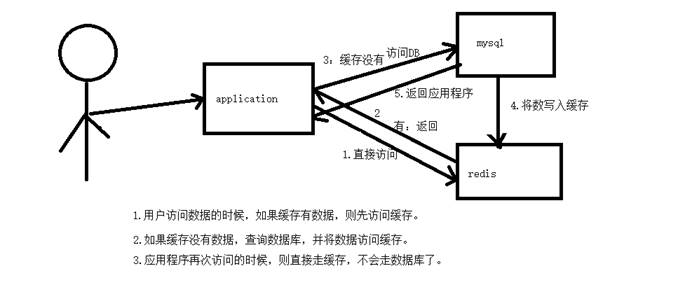 mysql
3：缓存没有 访问DB
application
5.返回应用程序
2
有：返回
4.将数写入缓存
1.直接访问
redis
1.用户访问数据的时候，如果缓存有数据，则先访问缓存。
2.如果缓存没有数据，查询数据库，并将数据访问缓存。
3.应用程序再次访问的时候，则直接走缓存，不会走数据库了。